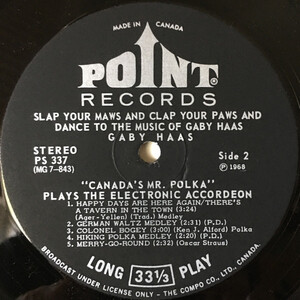 MADE IN CANADA
POINT®
RECORDS
SLAP YOUR MAWS AND CLAP YOUR PAWS AND
DANCE TO THE MUSIC OF GABY HAAS
GABY HAAS
STEREO
PS 337
(MG 7-843)
Side 2
℗ 1968
"CANADA'S MR. POLKA"
PLAYS THE ELECTRONIC ACCORDEON
1. HAPPY DAYS ARE HERE AGAIN/THERE'S
A TAVERN IN THE TOWN (3:24)
(Ager-Yellen) (Trad.) Medley
2. GERMAN WALTZ MEDLEY (2:31) (P.D.)
3. COLONEL BOGEY (3:00) (Ken J. Alford) Polka
4. HIKING POLKA MEDLEY (2:20) (P.D.)
5. MERRY-GO-ROUND (2:32) (Oscar Straus)
LONG 33 1/3 PLAY
BROADCAST UNDER LICENSE ONLY - THE COMPO CO., LTD., CANADA